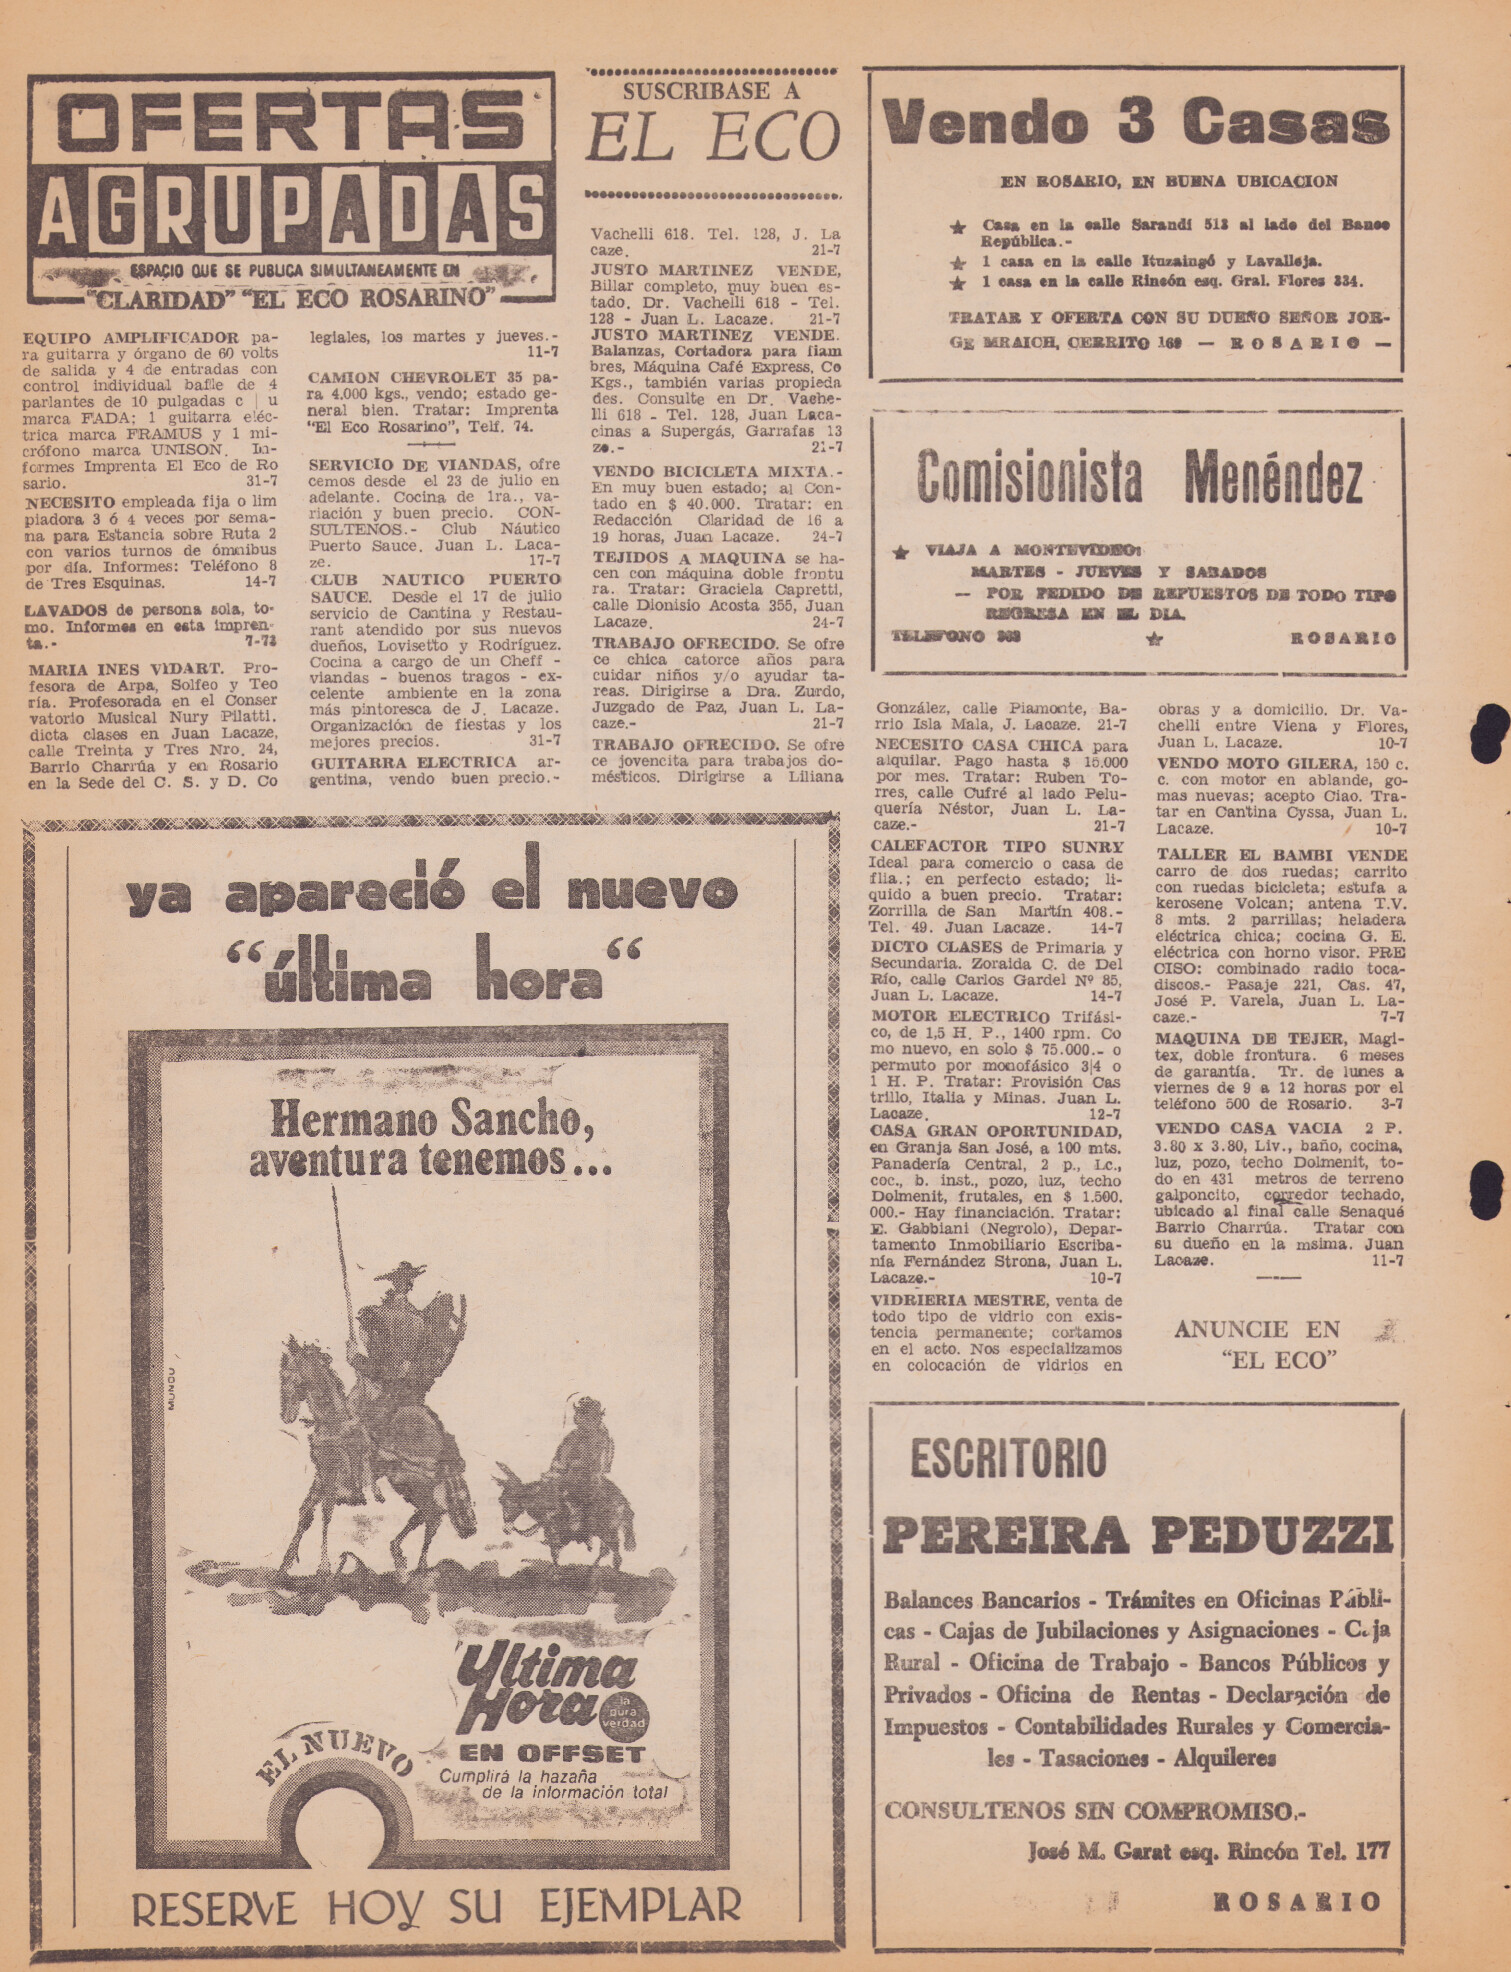 OFERTAS
AGRUPADAS
ESPACIO QUE SE PUBLICA SIMULTANEAMENTE EN
"CLARIDAD" "EL ECO ROSARINO"
EQUIPO AMPLIFICADOR pa-
ra guitarra y órgano de 60 volts
de salida y 4 de entradas con
control individual bafle de 4
parlantes de 10 pulgadas c | u
marca FADA; 1 guitarra eléc-
trica marca FRAMUS y 1 mi-
crófono marca UNISON. In-
formes Imprenta El Eco de Ro
sario. 31-7
NECESITO empleada fija o lim
piadora 3 ó 4 veces por sema-
na para Estancia sobre Ruta 2
con varios turnos de ómnibus
por día. Informes: Teléfono 8
de Tres Esquinas. 14-7
LAVADOS de persona sola, to-
mo. Informes en esta impren-
ta.- 7-73
MARIA INES VIDART. Pro-
fesora de Arpa, Solfeo y Teo
ría. Profesorada en el Conser
vatorio Musical Nury Pilatti.
dicta clases en Juan Lacaze,
calle Treinta y Tres Nro. 24,
Barrio Charrúa y en Rosario
en la Sede del C. S. y D. Co
legiales, los martes y jueves.-
11-7
CAMION CHEVROLET 35 pa-
ra 4.000 kgs., vendo; estado ge-
neral bien. Tratar: Imprenta
"El Eco Rosarino", Telf. 74.
SERVICIO DE VIANDAS, ofre
cemos desde el 23 de julio en
adelante. Cocina de 1ra., va-
riación y buen precio. CON-
SULTENOS.- Club Náutico
Puerto Sauce. Juan L. Laca-
ze. 17-7
CLUB NAUTICO PUERTO
SAUCE. Desde el 17 de julio
servicio de Cantina y Restau-
rant atendido por sus nuevos
dueños, Lovisetto y Rodríguez.
Cocina a cargo de un Cheff -
viandas - buenos tragos - ex-
celente ambiente en la zona
más pintoresca de J. Lacaze.
Organización de fiestas y los
mejores precios. 31-7
GUITARRA ELECTRICA ar-
gentina, vendo buen precio.-
SUSCRIBASE A
EL ECO
Vachelli 618. Tel. 128, J. La
caze. 21-7
JUSTO MARTINEZ VENDE,
Billar completo, muy buen es-
tado. Dr. Vachelli 618 - Tel.
128 - Juan L. Lacaze. 21-7
JUSTO MARTINEZ VENDE.
Balanzas, Cortadora para fiam
bres, Máquina Café Express, Co
Kgs., también varias propieda
des. Consulte en Dr. Vache-
lli 618 - Tel. 128, Juan Laca-
cinas a Supergás, Garrafas 13
ze.- 21-7
VENDO BICICLETA MIXTA.-
En muy buen estado; al Con-
tado en $ 40.000. Tratar: en
Redacción Claridad de 16 a
19 horas, Juan Lacaze. 24-7
TEJIDOS A MAQUINA se ha-
cen con máquina doble frontu
ra. Tratar: Graciela Capretti,
calle Dionisio Acosta 355, Juan
Lacaze. 24-7
TRABAJO OFRECIDO. Se ofre
ce chica catorce años para
cuidar niños y/o ayudar ta-
reas. Dirigirse a Dra. Zurdo,
Juzgado de Paz, Juan L. La-
caze.- 21-7
TRABAJO OFRECIDO. Se ofre
ce jovencita para trabajos do-
mésticos. Dirigirse a Liliana
Vendo 3 Casas
EN ROSARIO, EN BUENA UBICACION
★ Casa en la calle Sarandí 513 al lado del Banco
República.-
★ 1 casa en la calle Ituzaingó y Lavalleja.
★ 1 casa en la calle Rincón esq. Gral. Flores 334.
TRATAR Y OFERTA CON SU DUEÑO SEÑOR JOR-
GE MRAICH, CERRITO 169 — ROSARIO —
Comisionista Menéndez
★ VIAJA A MONTEVIDEO:
MARTES - JUEVES Y SABADOS
— POR PEDIDO DE REPUESTOS DE TODO TIPO
REGRESA EN EL DIA.
TELEFONO ★ ROSARIO
González, calle Piamonte, Ba-
rrio Isla Mala, J. Lacaze. 21-7
NECESITO CASA CHICA para
alquilar. Pago hasta $ 15.000
por mes. Tratar: Ruben To-
rres, calle Cufré al lado Pelu-
quería Néstor, Juan L. La-
caze.- 21-7
CALEFACTOR TIPO SUNRY
Ideal para comercio o casa de
flia.; en perfecto estado; li-
quido a buen precio. Tratar:
Zorrilla de San Martín 408.-
Tel. 49. Juan Lacaze. 14-7
DICTO CLASES de Primaria y
Secundaria. Zoraida C. de Del
Río, calle Carlos Gardel Nº 85,
Juan L. Lacaze. 14-7
MOTOR ELECTRICO Trifási-
co, de 1,5 H. P., 1400 rpm. Co
mo nuevo, en solo $ 75.000.- o
permuto por monofásico 3|4 o
1 H. P. Tratar: Provisión Cas
trillo, Italia y Minas. Juan L.
Lacaze. 12-7
CASA GRAN OPORTUNIDAD,
en Granja San José, a 100 mts.
Panadería Central, 2 p., Lc.,
coc., b. inst., pozo, luz, techo
Dolmenit, frutales, en $ 1.500.
000.- Hay financiación. Tratar:
E. Gabbiani (Negrolo), Depar-
tamento Inmobiliario Escriba-
nía Fernández Strona, Juan L.
Lacaze.- 10-7
VIDRIERIA MESTRE, venta de
todo tipo de vidrio con exis-
tencia permanente; cortamos
en el acto. Nos especializamos
en colocación de vidrios en
obras y a domicilio. Dr. Va-
chelli entre Viena y Flores,
Juan L. Lacaze. 10-7
VENDO MOTO GILERA, 150 c.
c. con motor en ablande, go-
mas nuevas; acepto Ciao. Tra-
tar en Cantina Cyssa, Juan L.
Lacaze. 10-7
TALLER EL BAMBI VENDE
carro de dos ruedas; carrito
con ruedas bicicleta; estufa a
kerosene Volcan; antena T.V.
8 mts. 2 parrillas; heladera
eléctrica chica; cocina G. E.
eléctrica con horno visor. PRE
CISO: combinado radio toca-
discos.- Pasaje 221, Cas. 47,
José P. Varela, Juan L. La-
caze.- 7-7
MAQUINA DE TEJER, Magi-
tex, doble frontura. 6 meses
de garantía. Tr. de lunes a
viernes de 9 a 12 horas por el
teléfono 500 de Rosario. 3-7
VENDO CASA VACIA 2 P.
3.80 x 3.80, Liv., baño, cocina,
luz, pozo, techo Dolmenit, to-
do en 431 metros de terreno
galponcito, corredor techado,
ubicado al final calle Senaqué
Barrio Charrúa. Tratar con
su dueño en la msima. Juan
Lacaze. 11-7
ANUNCIE EN
"EL ECO"
ya apareció el nuevo
"última hora"
Hermano Sancho,
aventura tenemos...
MUNDU
Ultima
Hora
la
pura
verdad
EN OFFSET
EL NUEVO
Cumplirá la hazaña
de la información total
RESERVE HOY SU EJEMPLAR
ESCRITORIO
PEREIRA PEDUZZI
Balances Bancarios - Trámites en Oficinas Públi-
cas - Cajas de Jubilaciones y Asignaciones - Caja
Rural - Oficina de Trabajo - Bancos Públicos y
Privados - Oficina de Rentas - Declaración de
Impuestos - Contabilidades Rurales y Comercia-
les - Tasaciones - Alquileres
CONSULTENOS SIN COMPROMISO.-
José M. Garat esq. Rincón Tel. 177
ROSARIO